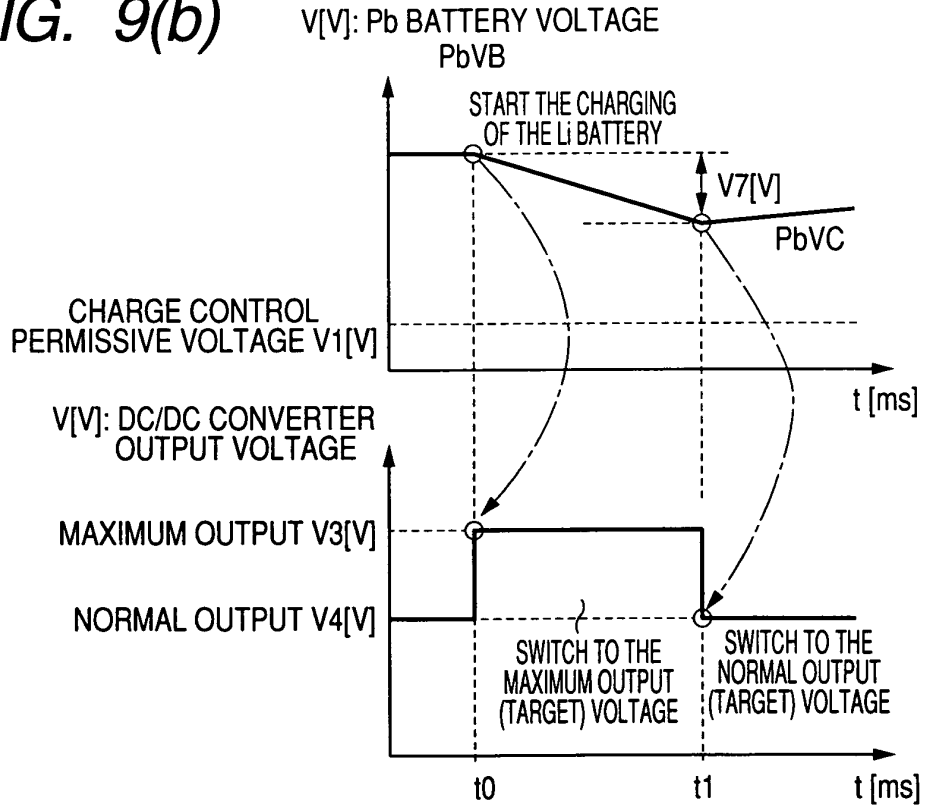 IG. 9(b)
V[V]: Pb BATTERY VOLTAGE
PbVB
START THE CHARGING
OF THE Li BATTERY
V7[V]
PbVC
CHARGE CONTROL
PERMISSIVE VOLTAGE V1[V]
t [ms]
V[V]: DC/DC CONVERTER
OUTPUT VOLTAGE
MAXIMUM OUTPUT V3[V]
NORMAL OUTPUT V4[V]
SWITCH TO THE
MAXIMUM OUTPUT
(TARGET) VOLTAGE
SWITCH TO THE
NORMAL OUTPUT
(TARGET) VOLTAGE
t0
t1
t [ms]